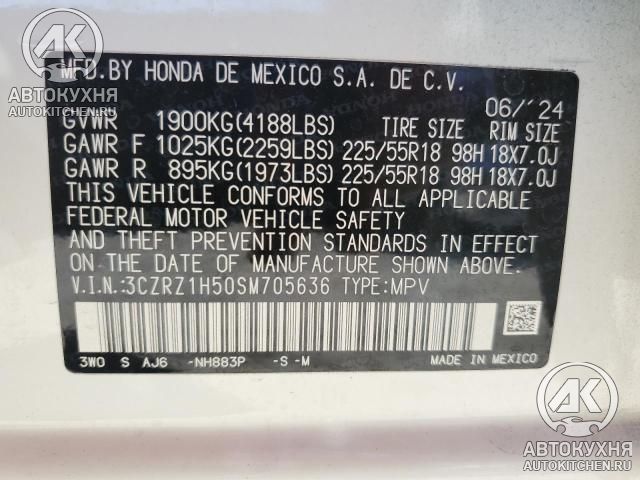 MFD.BY HONDA DE MEXICO S.A. DE C.V.
06/'24
GVWR 1900KG(4188LBS) TIRE SIZE RIM SIZE
GAWR F 1025KG(2259LBS) 225/55R18 98H 18X7.0J
GAWR R 895KG(1973LBS) 225/55R18 98H 18X7.0J
THIS VEHICLE CONFORMS TO ALL APPLICABLE
FEDERAL MOTOR VEHICLE SAFETY
AND THEFT PREVENTION STANDARDS IN EFFECT
ON THE DATE OF MANUFACTURE SHOWN ABOVE.
V.I.N.:3CZRZ1H50SM705636 TYPE:MPV
3W0 S AJ6 -NH883P -S -M
MADE IN MEXICO
АК
АВТОКУХНЯ
AUTOKITCHEN.RU
АК
АВТОКУХНЯ
AUTOKITCHEN.RU